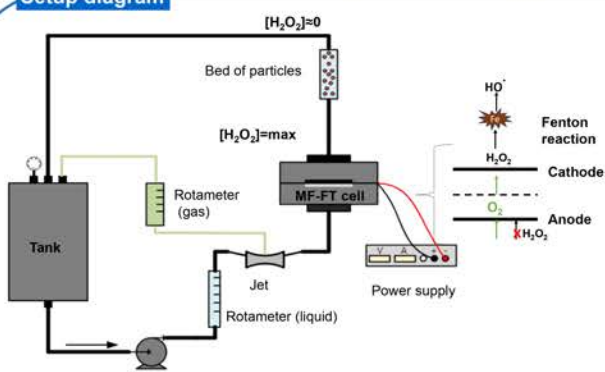 Setup diagram
[H₂O₂]≈0
Bed of particles
[H₂O₂]=max
MF-FT cell
Rotameter
(gas)
Tank
Jet
Rotameter (liquid)
V A + -
Power supply
HO˙
Fe
Fenton
reaction
H₂O₂
Cathode
O₂
Anode
X H₂O₂